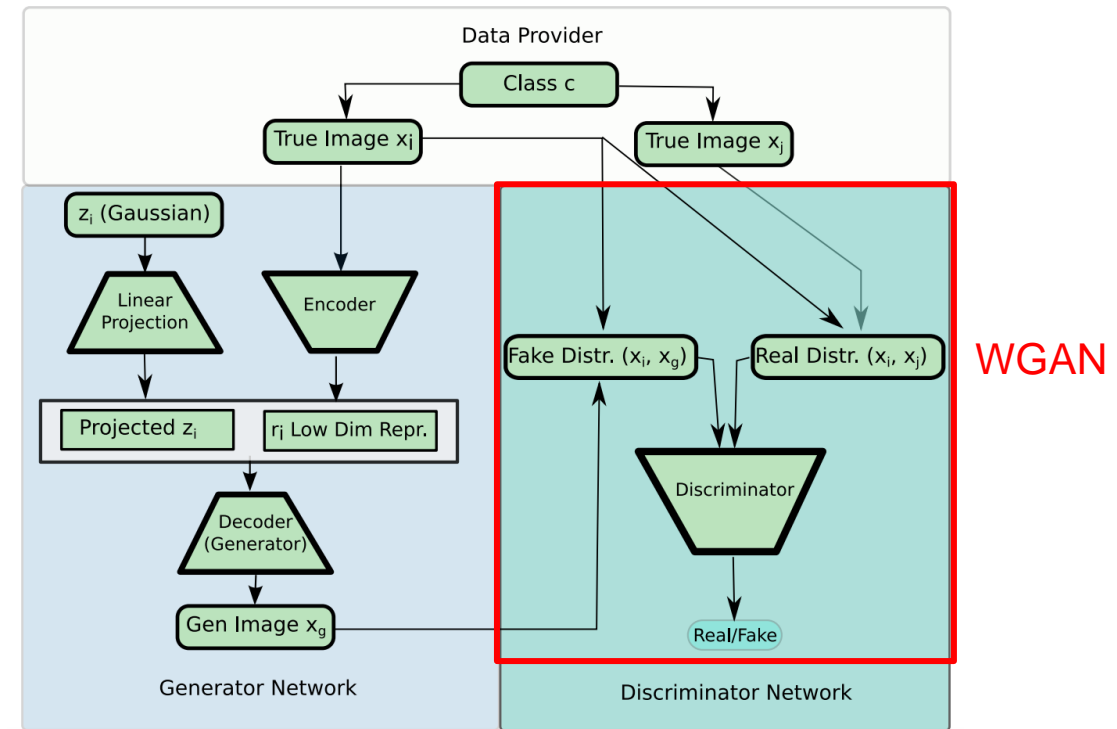 Data Provider
Class c
True Image xi
True Image xj
zi (Gaussian)
Linear
Projection
Encoder
Fake Distr. (xi, xg)
Real Distr. (xi, xj)
WGAN
Projected zi
ri Low Dim Repr.
Discriminator
Decoder
(Generator)
Gen Image xg
Real/Fake
Generator Network
Discriminator Network